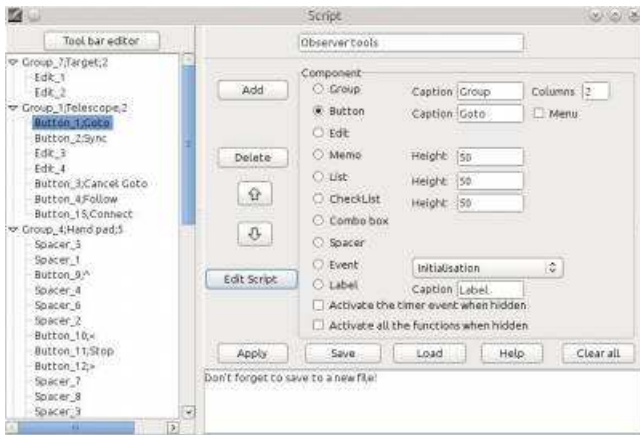 Script
Tool bar editor
Group_7;Target;2
Edit_1
Edit_2
Group_1;Telescope;2
Button_1;Goto
Button_2;Sync
Edit_3
Edit_4
Button_3;Cancel Goto
Button_4;Follow
Button_15;Connect
Group_4;Hand pad;5
Spacer_3
Spacer_1
Button_9;^
Spacer_4
Spacer_6
Spacer_2
Button_10;<
Button_11;Stop
Button_12;>
Spacer_7
Spacer_8
Spacer_3
Observer tools
Add
Delete
Edit Script
Component
Group Caption Group Columns 2
Button Caption Goto Menu
Edit
Memo Height 50
List Height 50
CheckList Height 50
Combo box
Spacer
Event Initialisation
Label Caption Label
Activate the timer event when hidden
Activate all the functions when hidden
Apply Save Load Help Clear all
Don't forget to save to a new file!